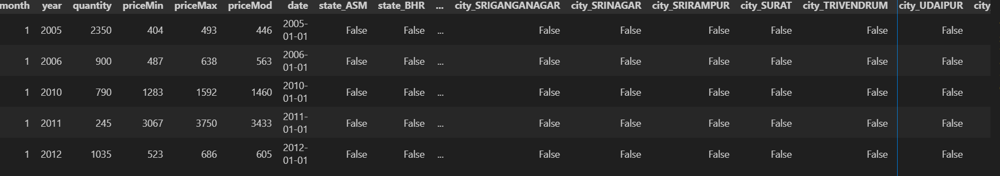 month year quantity priceMin priceMax priceMod date state_ASM state_BHR ... city_SRIGANGANAGAR city_SRINAGAR city_SRIRAMPUR city_SURAT city_TRIVENDRUM city_UDAIPUR city_
1 2005 2350 404 493 446 2005-01-01 False False ... False False False False False False
1 2006 900 487 638 563 2006-01-01 False False ... False False False False False False
1 2010 790 1283 1592 1460 2010-01-01 False False ... False False False False False False
1 2011 245 3067 3750 3433 2011-01-01 False False ... False False False False False False
1 2012 1035 523 686 605 2012-01-01 False False ... False False False False False False